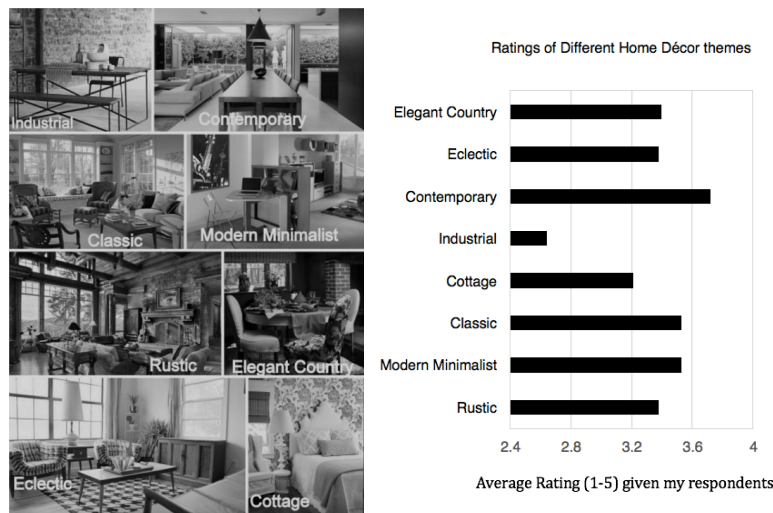 Industrial
Contemporary
Classic
Modern Minimalist
Rustic
Elegant Country
Eclectic
Cottage
Ratings of Different Home Décor themes
Elegant Country
Eclectic
Contemporary
Industrial
Cottage
Classic
Modern Minimalist
Rustic
2.4 2.8 3.2 3.6 4
Average Rating (1-5) given my respondents